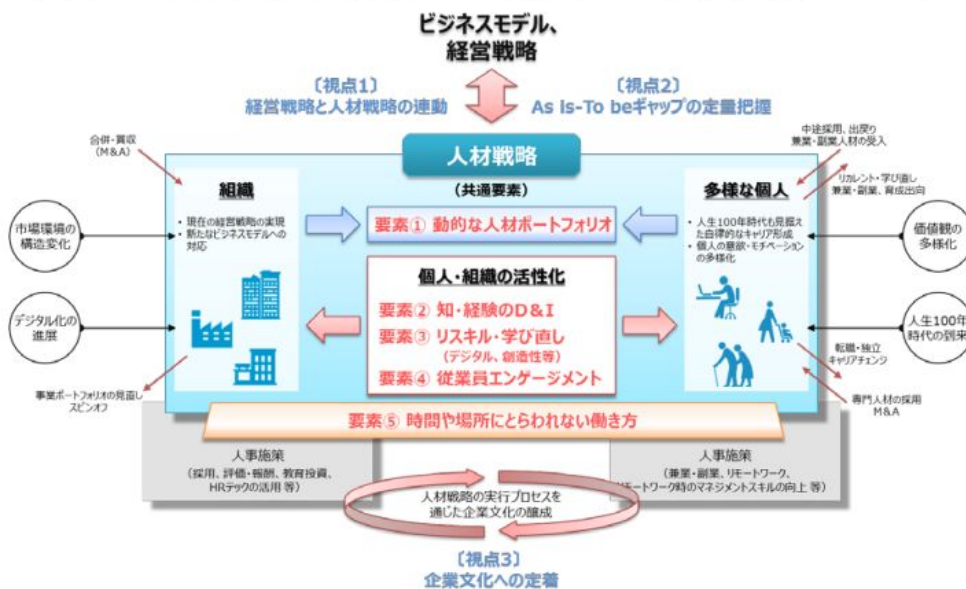 ビジネスモデル、
経営戦略
〔視点1〕
経営戦略と人材戦略の連動
〔視点2〕
As is-To beギャップの定量把握
合併・買収
(M&A)
人材戦略
(共通要素)
中途採用、出戻り
兼業・副業人材の受入
リカレント・学び直し
兼業・副業、育成出向
市場環境の
構造変化
デジタル化の
進展
組織
• 現在の経営戦略の実現
• 新たなビジネスモデルへの
対応
要素① 動的な人材ポートフォリオ
個人・組織の活性化
要素② 知・経験のD&I
要素③ リスキル・学び直し
(デジタル、創造性等)
要素④ 従業員エンゲージメント
多様な個人
• 人生100年時代も見据え
た自律的なキャリア形成
• 個人の意欲・モチベーション
の多様化
価値観の
多様化
人生100年
時代の到来
転職・独立
キャリアチェンジ
専門人材の採用
M&A
事業ポートフォリオの見直し
スピンオフ
要素⑤ 時間や場所にとらわれない働き方
人事施策
(採用、評価・報酬、教育投資、
HRテックの活用 等)
人事施策
(兼業・副業、リモートワーク、
リモートワーク時のマネジメントスキルの向上 等)
人材戦略の実行プロセスを
通じた企業文化の醸成
〔視点3〕
企業文化への定着